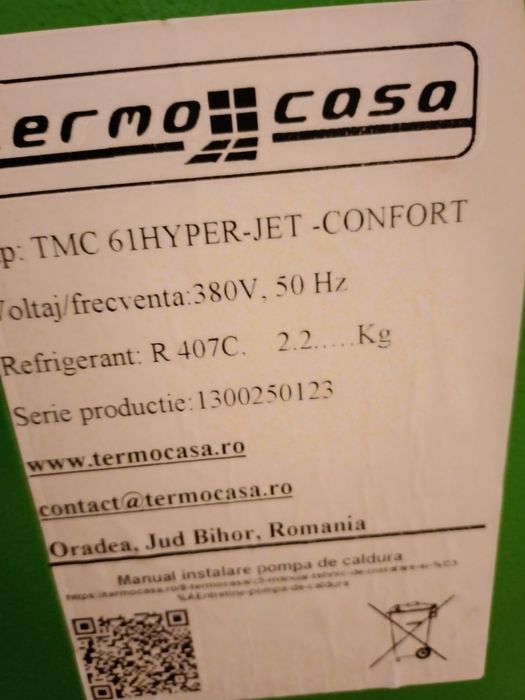 ermo casa
p: TMC 61HYPER-JET -CONFORT
Voltaj/frecventa:380V, 50 Hz
Refrigerant: R 407C. 2.2.....Kg
Serie productie:1300250123
www.termocasa.ro
contact@termocasa.ro
Oradea, Jud Bihor, Romania
Manual instalare pompa de caldura